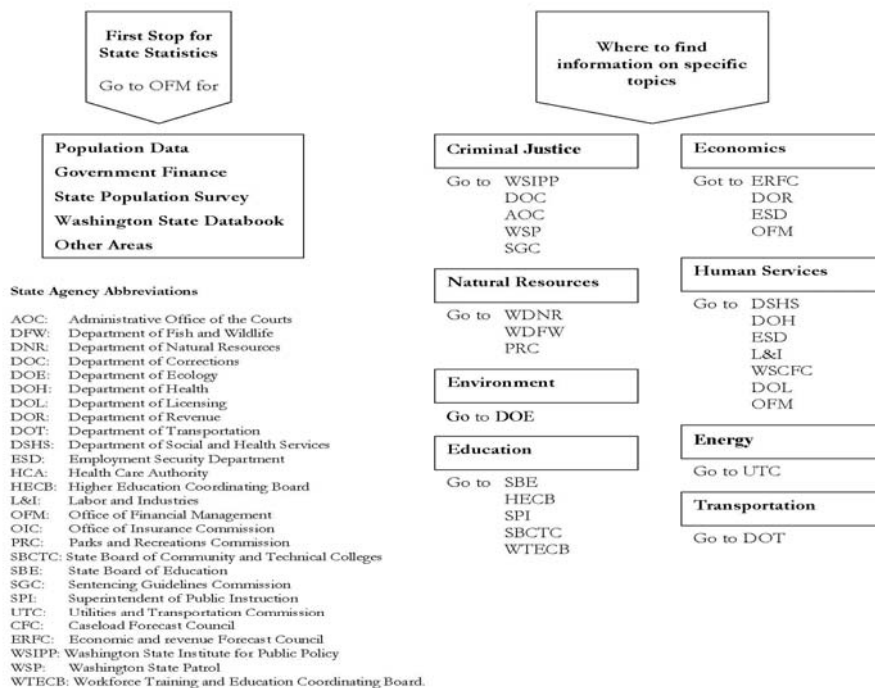 First Stop for
State Statistics
Go to OFM for
Population Data
Government Finance
State Population Survey
Washington State Databook
Other Areas
State Agency Abbreviations
AOC: Administrative Office of the Courts
DFW: Department of Fish and Wildlife
DNR: Department of Natural Resources
DOC: Department of Corrections
DOE: Department of Ecology
DOH: Department of Health
DOL: Department of Licensing
DOR: Department of Revenue
DOT: Department of Transportation
DSHS: Department of Social and Health Services
ESD: Employment Security Department
HCA: Health Care Authority
HECB: Higher Education Coordinating Board
L&I: Labor and Industries
OFM: Office of Financial Management
OIC: Office of Insurance Commission
PRC: Parks and Recreations Commission
SBCTC: State Board of Community and Technical Colleges
SBE: State Board of Education
SGC: Sentencing Guidelines Commission
SPI: Superintendent of Public Instruction
UTC: Utilities and Transportation Commission
CFC: Caseload Forecast Council
ERFC: Economic and revenue Forecast Council
WSIPP: Washington State Institute for Public Policy
WSP: Washington State Patrol
WTECB: Workforce Training and Education Coordinating Board.
Where to find
information on specific
topics
Criminal Justice
Go to WSIPP
DOC
AOC
WSP
SGC
Natural Resources
Go to WDNR
WDFW
PRC
Environment
Go to DOE
Education
Go to SBE
HECB
SPI
SBCTC
WTECB
Economics
Got to ERFC
DOR
ESD
OFM
Human Services
Go to DSHS
DOH
ESD
L&I
WSCFC
DOL
OFM
Energy
Go to UTC
Transportation
Go to DOT